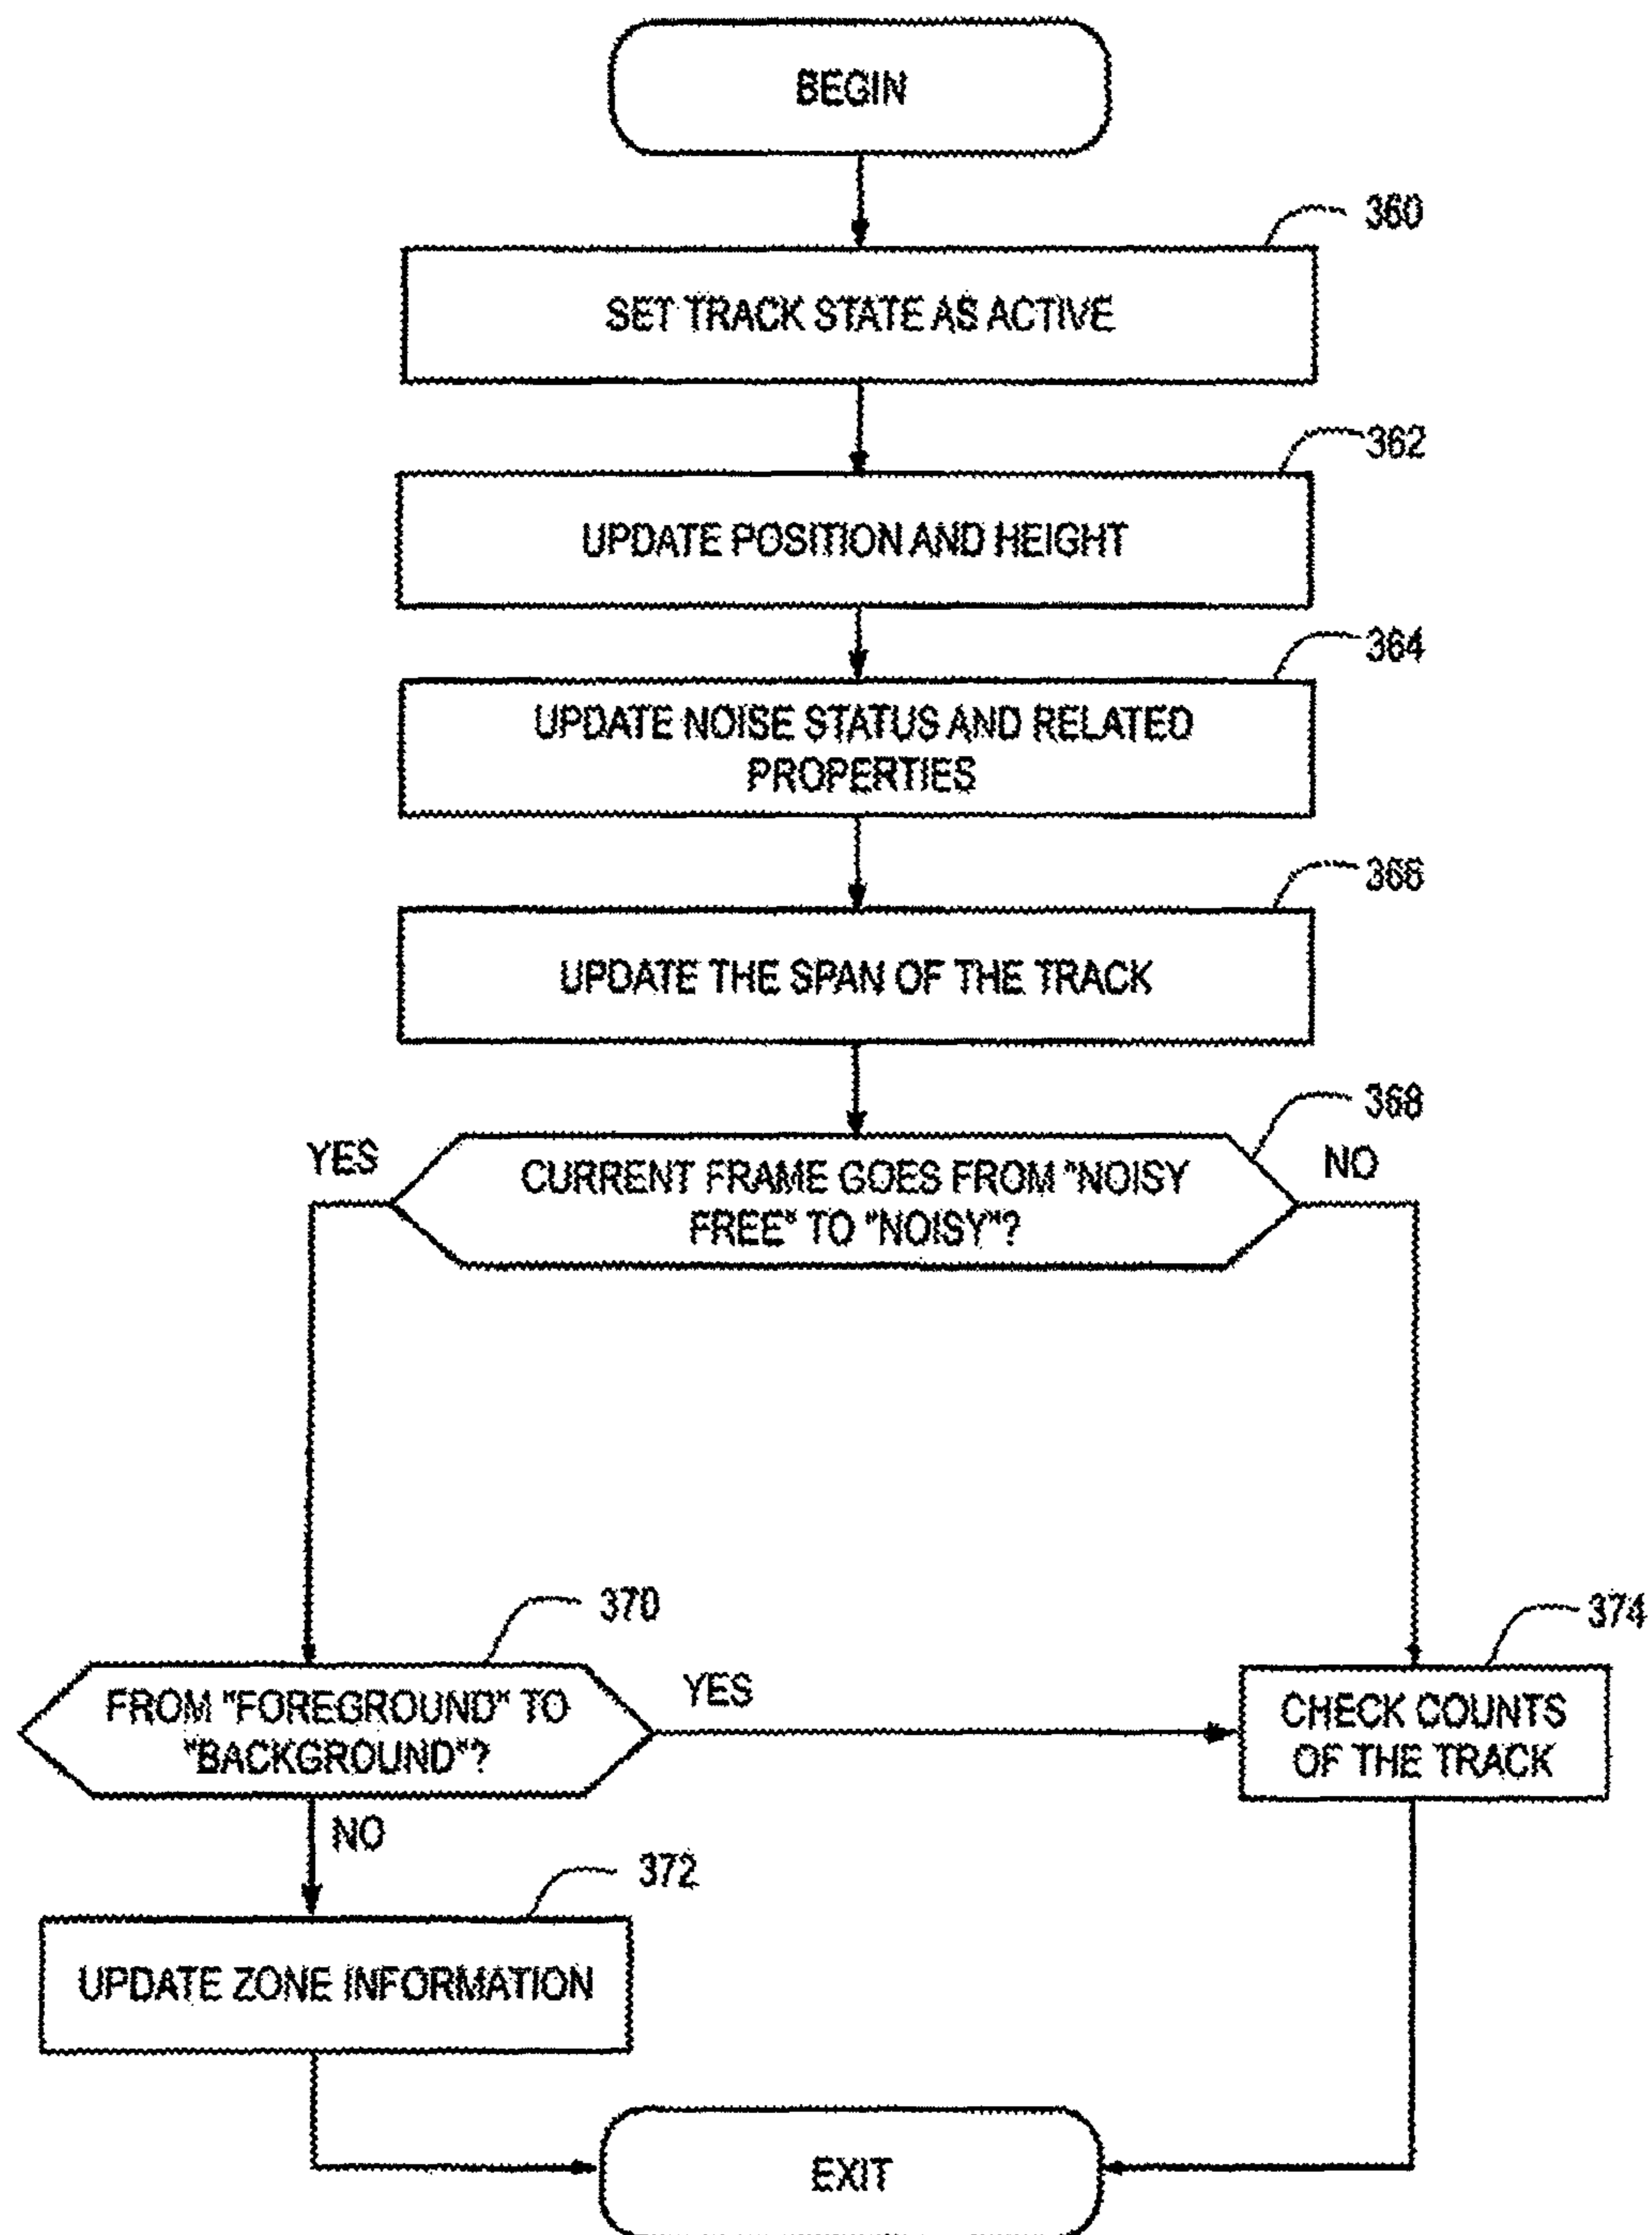 BEGIN
360
SET TRACK STATE AS ACTIVE
362
UPDATE POSITION AND HEIGHT
364
UPDATE NOISE STATUS AND RELATED
PROPERTIES
366
UPDATE THE SPAN OF THE TRACK
368
YES
CURRENT FRAME GOES FROM "NOISY
FREE" TO "NOISY"?
NO
370
374
FROM "FOREGROUND" TO
"BACKGROUND"?
YES
CHECK COUNTS
OF THE TRACK
NO
372
UPDATE ZONE INFORMATION
EXIT